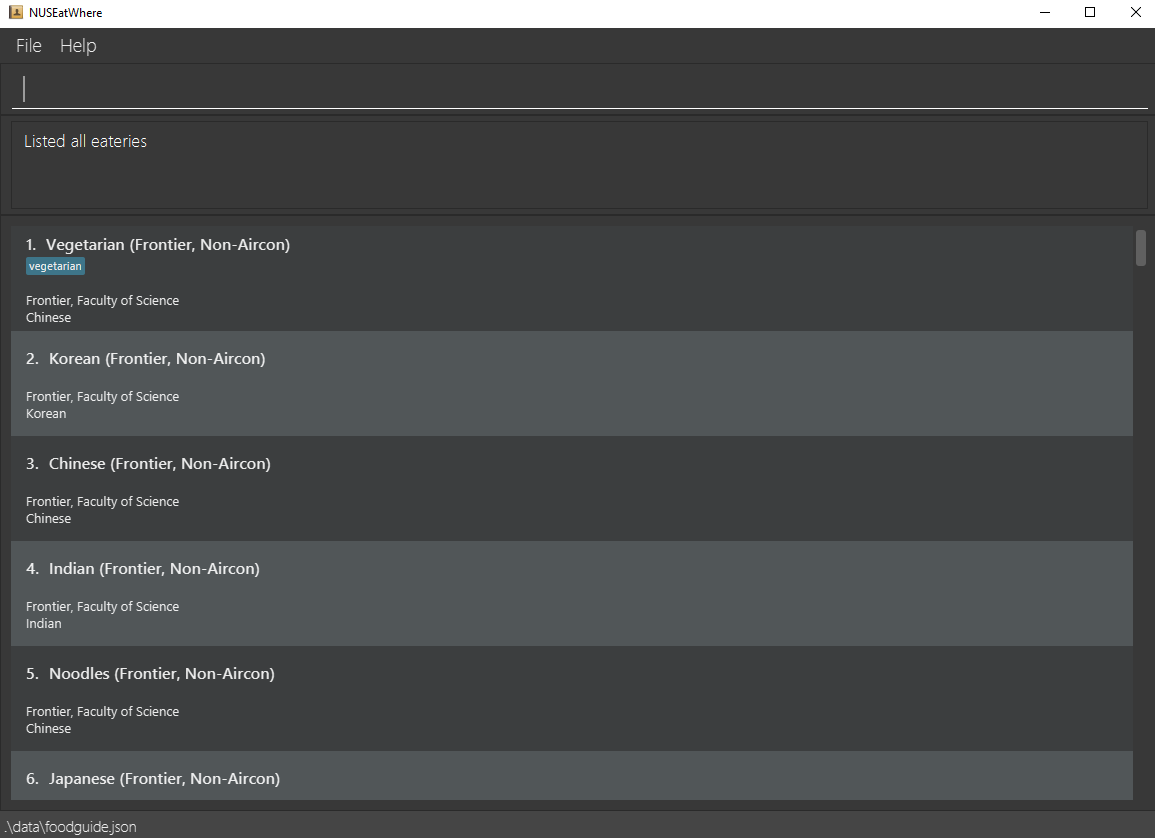 NUSEatWhere
File Help
Listed all eateries
1. Vegetarian (Frontier, Non-Aircon)
vegetarian
Frontier, Faculty of Science
Chinese
2. Korean (Frontier, Non-Aircon)
Frontier, Faculty of Science
Korean
3. Chinese (Frontier, Non-Aircon)
Frontier, Faculty of Science
Chinese
4. Indian (Frontier, Non-Aircon)
Frontier, Faculty of Science
Indian
5. Noodles (Frontier, Non-Aircon)
Frontier, Faculty of Science
Chinese
6. Japanese (Frontier, Non-Aircon)
.\data\foodguide.json